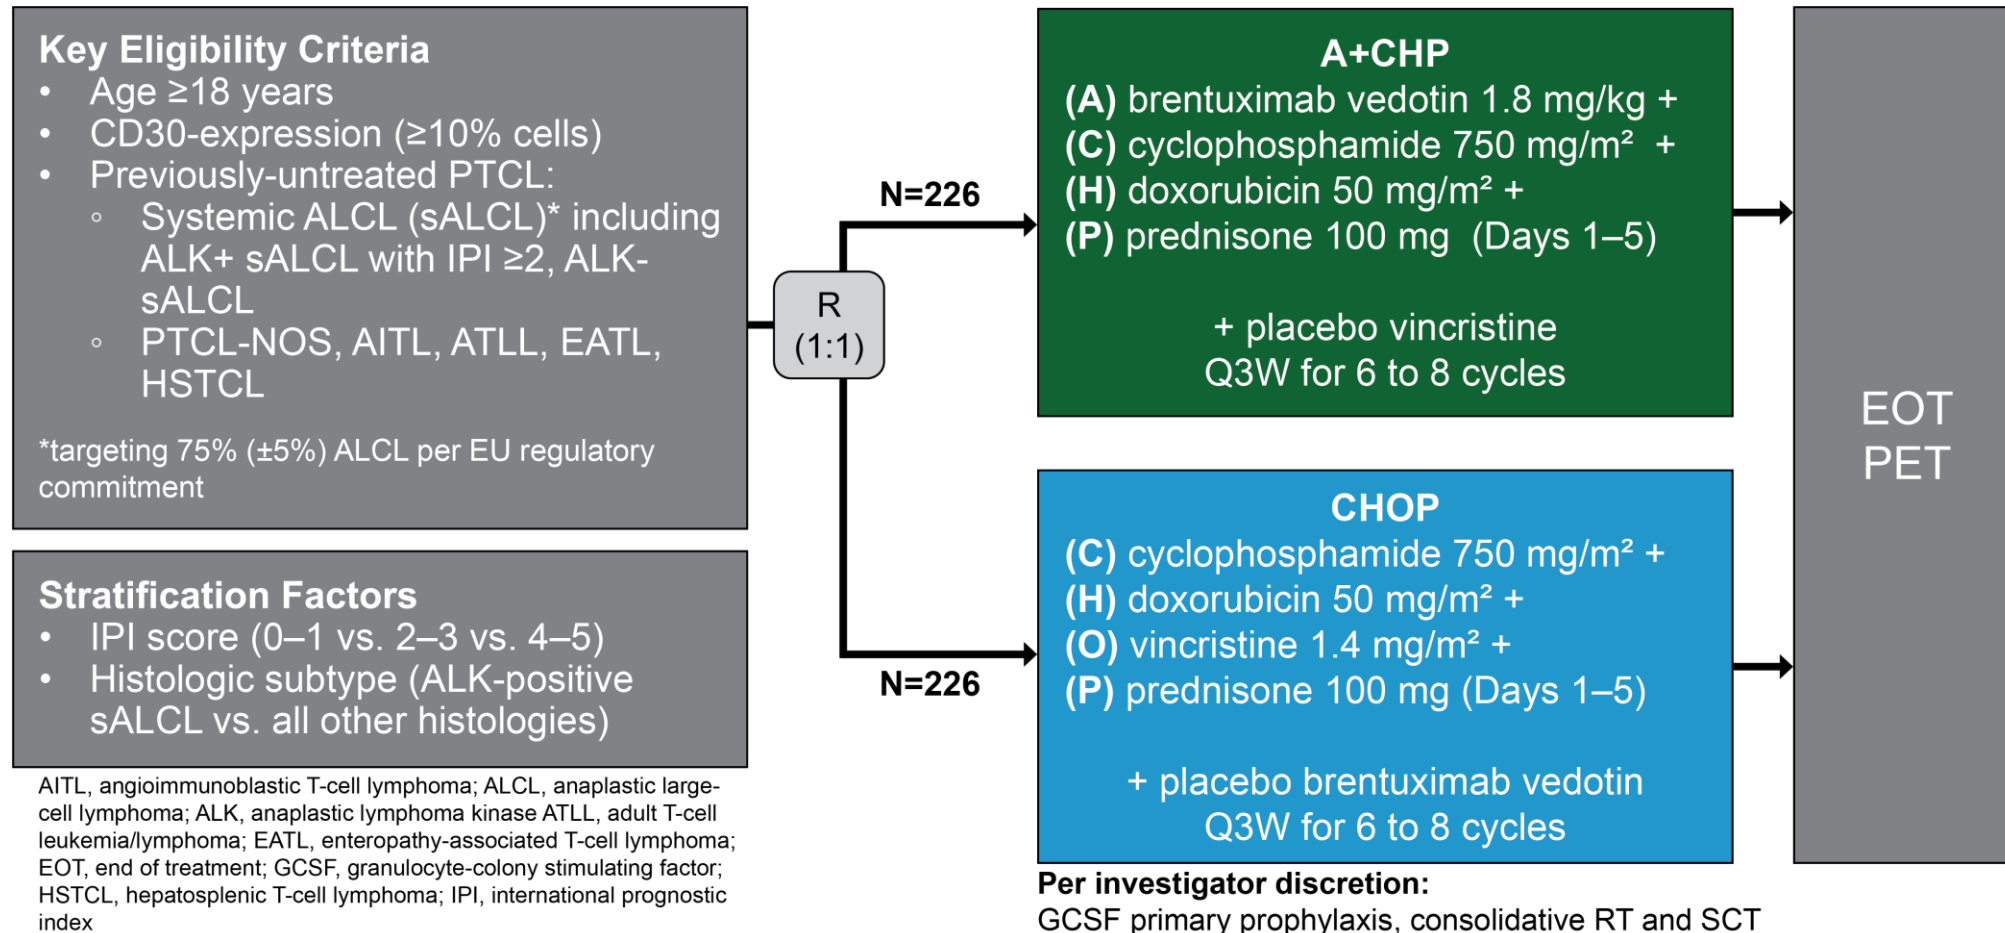 Key Eligibility Criteria
• Age ≥18 years
• CD30-expression (≥10% cells)
• Previously-untreated PTCL:
◦ Systemic ALCL (sALCL)* including
ALK+ sALCL with IPI ≥2, ALK-
sALCL
◦ PTCL-NOS, AITL, ATLL, EATL,
HSTCL
*targeting 75% (±5%) ALCL per EU regulatory
commitment
Stratification Factors
• IPI score (0–1 vs. 2–3 vs. 4–5)
• Histologic subtype (ALK-positive
sALCL vs. all other histologies)
AITL, angioimmunoblastic T-cell lymphoma; ALCL, anaplastic large-
cell lymphoma; ALK, anaplastic lymphoma kinase ATLL, adult T-cell
leukemia/lymphoma; EATL, enteropathy-associated T-cell lymphoma;
EOT, end of treatment; GCSF, granulocyte-colony stimulating factor;
HSTCL, hepatosplenic T-cell lymphoma; IPI, international prognostic
index
R
(1:1)
N=226
N=226
A+CHP
(A) brentuximab vedotin 1.8 mg/kg +
(C) cyclophosphamide 750 mg/m² +
(H) doxorubicin 50 mg/m² +
(P) prednisone 100 mg (Days 1–5)
+ placebo vincristine
Q3W for 6 to 8 cycles
CHOP
(C) cyclophosphamide 750 mg/m² +
(H) doxorubicin 50 mg/m² +
(O) vincristine 1.4 mg/m² +
(P) prednisone 100 mg (Days 1–5)
+ placebo brentuximab vedotin
Q3W for 6 to 8 cycles
Per investigator discretion:
GCSF primary prophylaxis, consolidative RT and SCT
EOT
PET